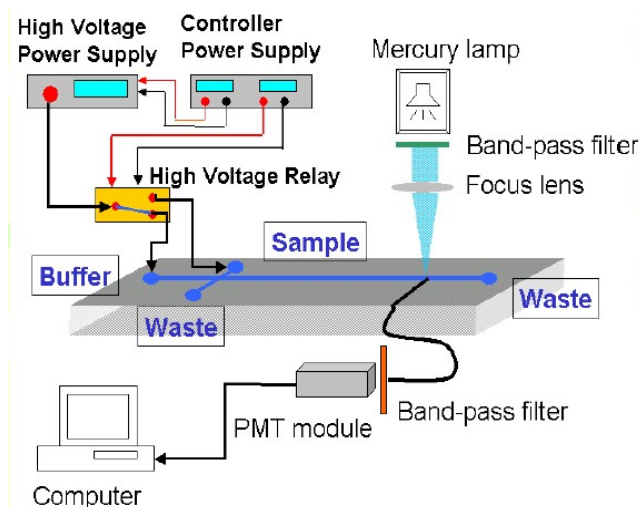 High Voltage
Power Supply
Controller
Power Supply
Mercury lamp
Band-pass filter
Focus lens
High Voltage Relay
Sample
Buffer
Waste
Waste
Band-pass filter
PMT module
Computer